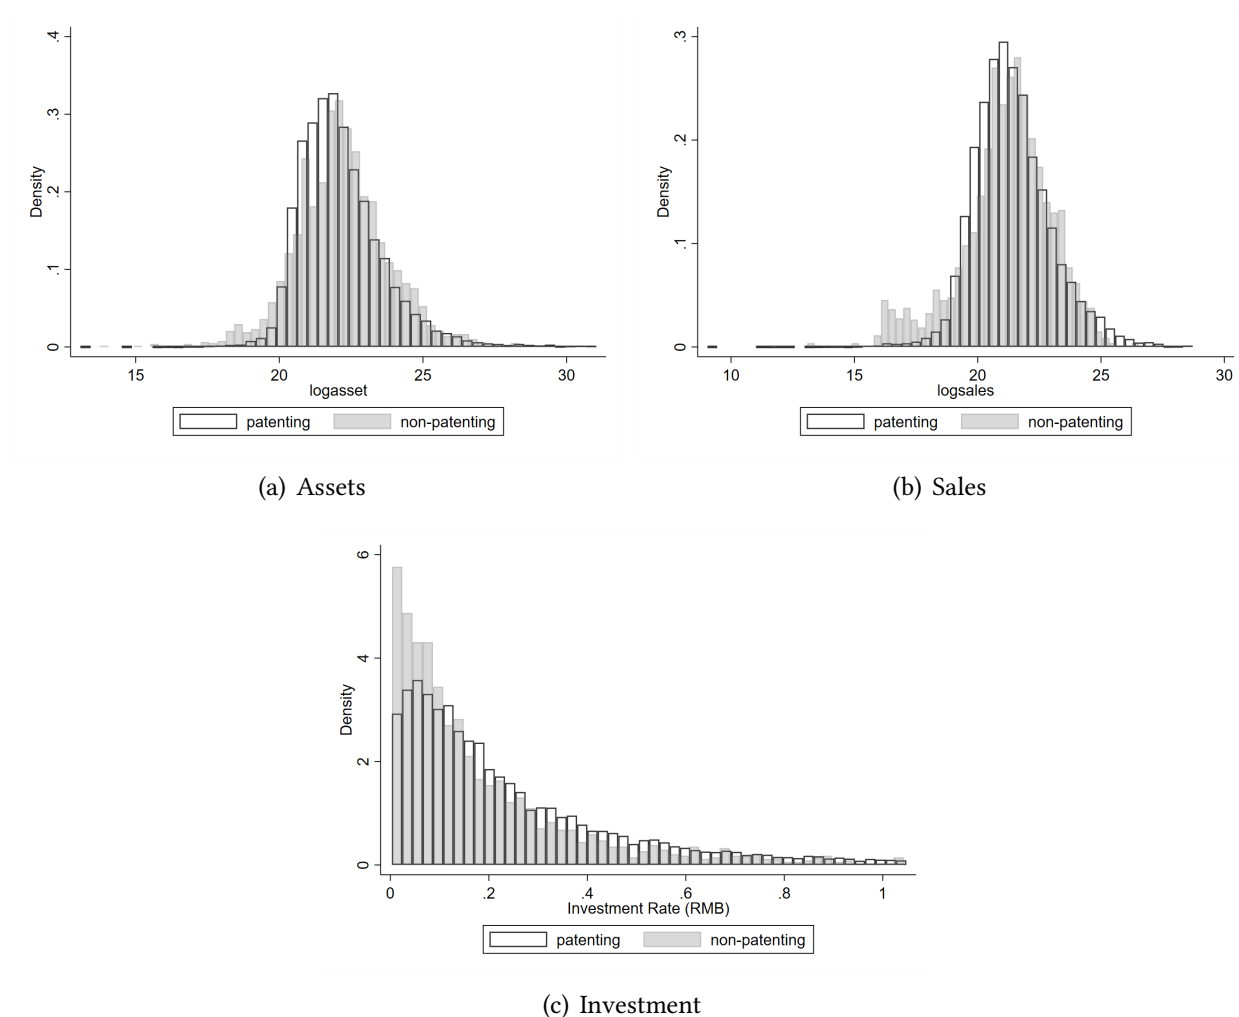 .4
.3
.2
.1
0
Density
15 20 25 30
logasset
patenting non-patenting
(a) Assets
.3
.2
.1
0
Density
10 15 20 25 30
logsales
patenting non-patenting
(b) Sales
6
4
2
0
Density
0 .2 .4 .6 .8 1
Investment Rate (RMB)
patenting non-patenting
(c) Investment